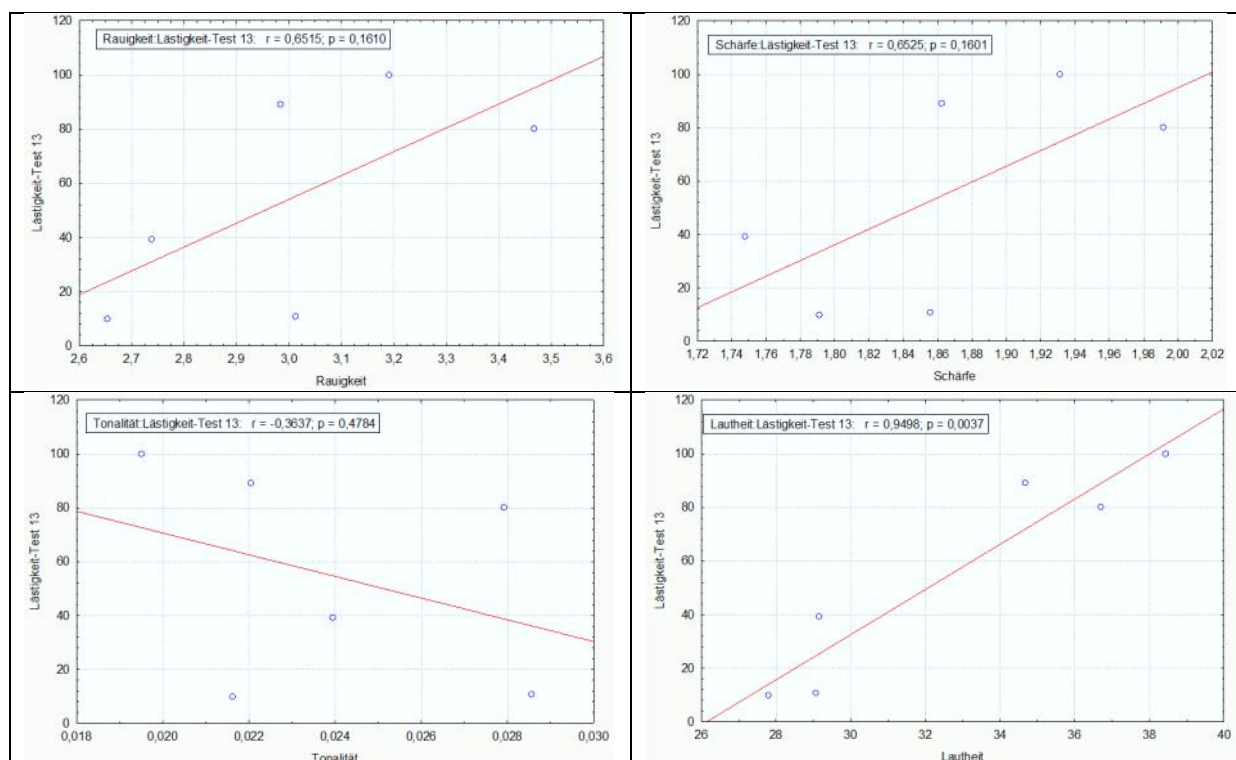 Rauigkeit:Lästigkeit-Test 13: r = 0,6515; p = 0,1610
120
100
80
60
40
20
0
Lästigkeit-Test 13
2,6 2,7 2,8 2,9 3,0 3,1 3,2 3,3 3,4 3,5 3,6
Rauigkeit
Schärfe:Lästigkeit-Test 13: r = 0,6525; p = 0,1601
120
100
80
60
40
20
0
Lästigkeit-Test 13
1,72 1,74 1,76 1,78 1,80 1,82 1,84 1,86 1,88 1,90 1,92 1,94 1,96 1,98 2,00 2,02
Schärfe
Tonalität:Lästigkeit-Test 13: r = -0,3637; p = 0,4784
120
100
80
60
40
20
0
Lästigkeit-Test 13
0,018 0,020 0,022 0,024 0,026 0,028 0,030
Tonalität
Lautheit:Lästigkeit-Test 13: r = 0,9498; p = 0,0037
120
100
80
60
40
20
0
Lästigkeit-Test 13
26 28 30 32 34 36 38 40
Lautheit